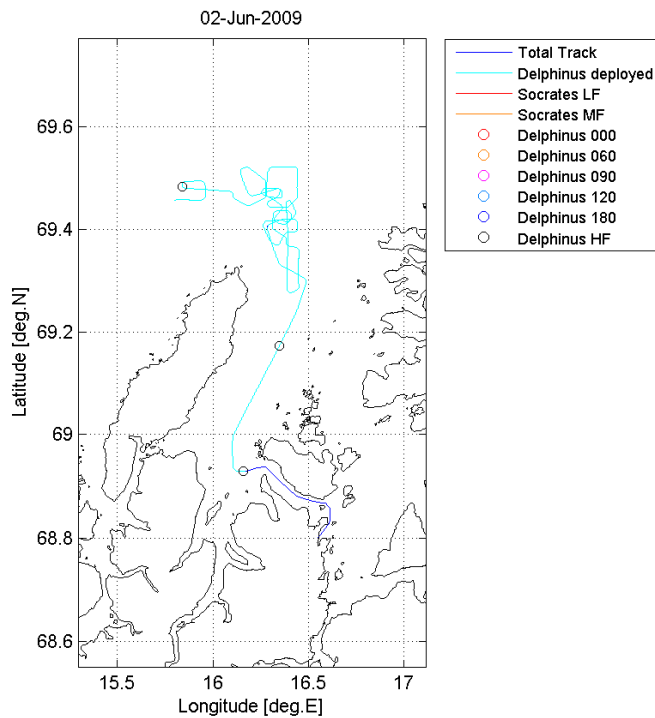 02-Jun-2009
Total Track
Delphinus deployed
Socrates LF
Socrates MF
Delphinus 000
Delphinus 060
Delphinus 090
Delphinus 120
Delphinus 180
Delphinus HF
69.6
69.4
69.2
69
68.8
68.6
Latitude [deg.N]
15.5 16 16.5 17
Longitude [deg.E]